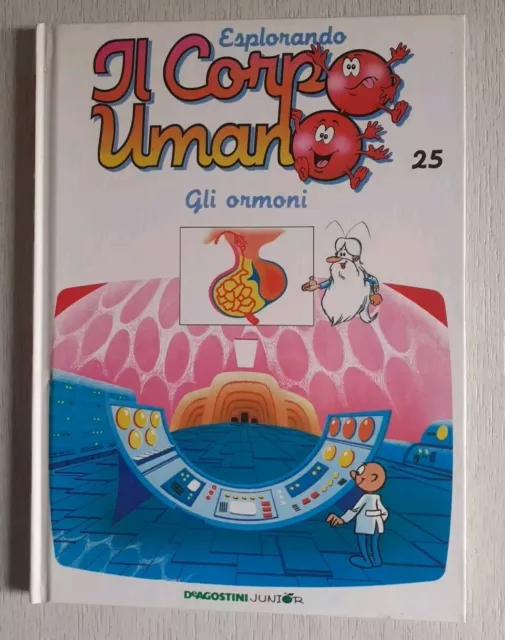 Esplorando
Il Corpo
Umano
25
Gli ormoni
DeAGOSTINI JUNIOR